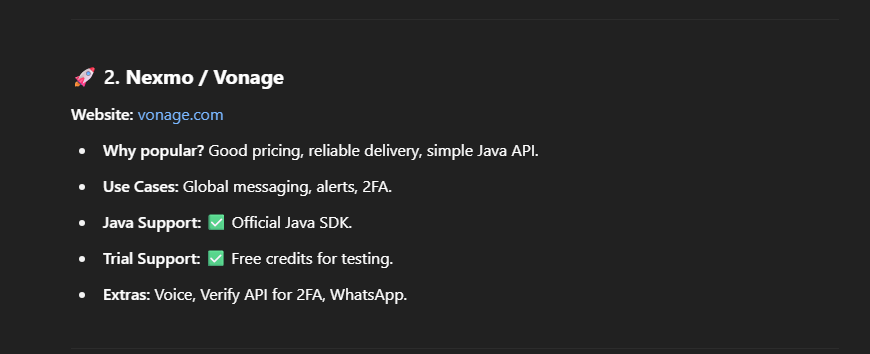 🚀 2. Nexmo / Vonage
Website: vonage.com
• Why popular? Good pricing, reliable delivery, simple Java API.
• Use Cases: Global messaging, alerts, 2FA.
• Java Support: ✅ Official Java SDK.
• Trial Support: ✅ Free credits for testing.
• Extras: Voice, Verify API for 2FA, WhatsApp.